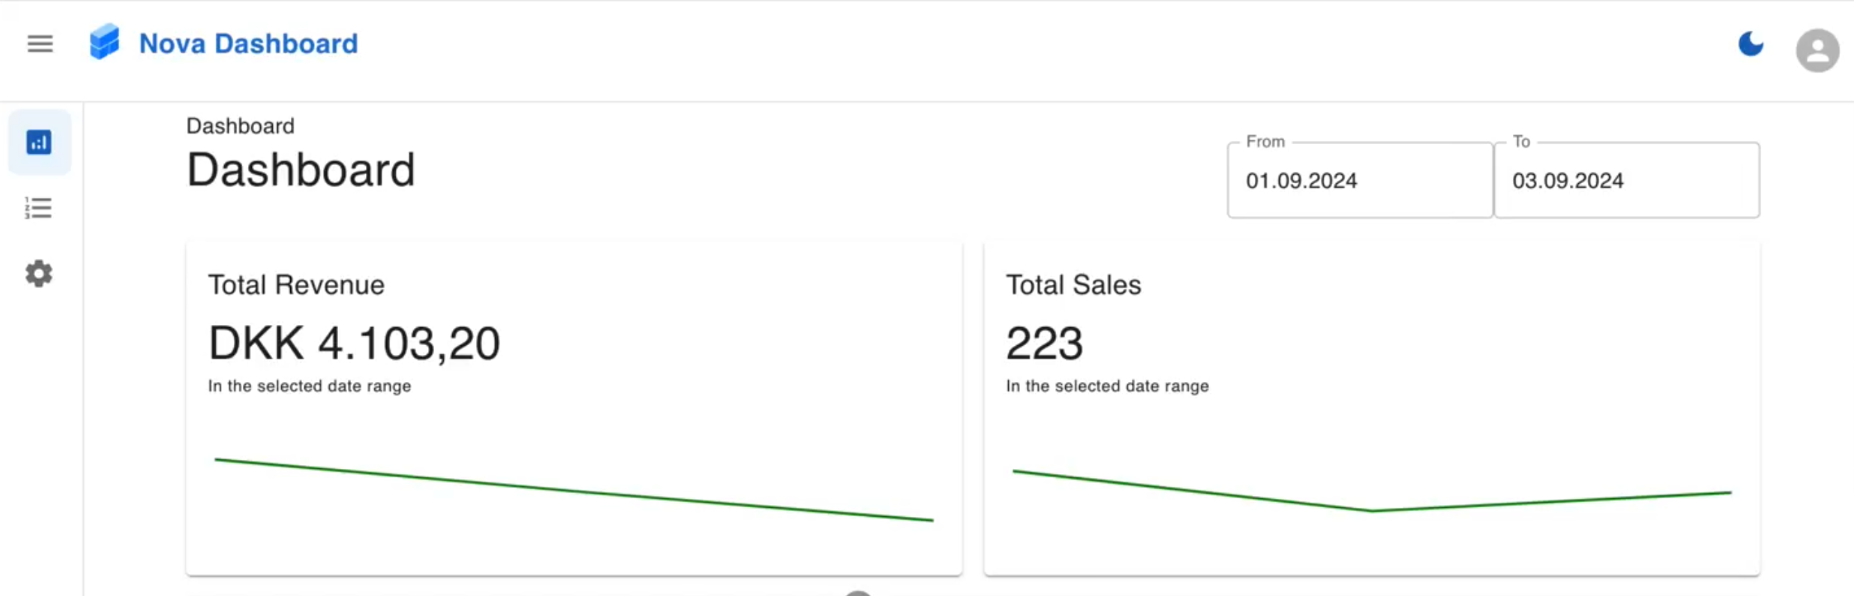 Nova Dashboard
Dashboard
Dashboard
From
01.09.2024
To
03.09.2024
Total Revenue
DKK 4.103,20
In the selected date range
Total Sales
223
In the selected date range